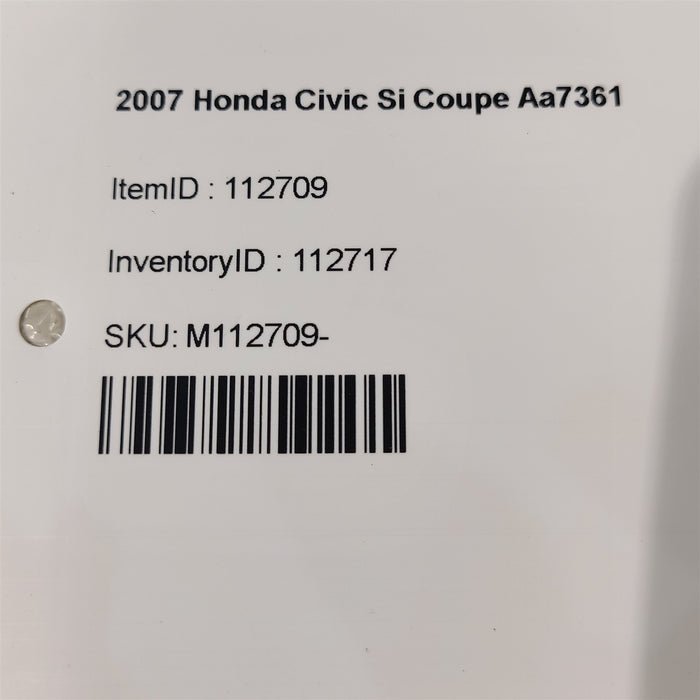 2007 Honda Civic Si Coupe Aa7361
ItemID : 112709
InventoryID : 112717
SKU: M112709-